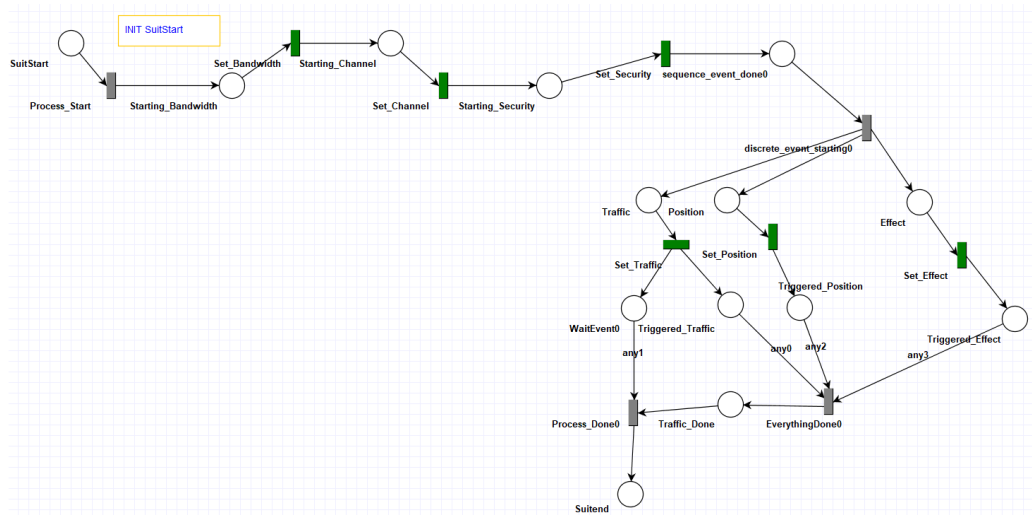 INIT SuitStart
SuitStart
Set_Bandwidth
Starting_Channel
Set_Security
sequence_event_done0
Process_Start
Starting_Bandwidth
Set_Channel
Starting_Security
discrete_event_starting0
Traffic
Position
Effect
Set_Traffic
Set_Position
Set_Effect
Triggered_Position
WaitEvent0
Triggered_Traffic
Triggered_Effect
any1
any0
any2
any3
Process_Done0
Traffic_Done
EverythingDone0
Suitend